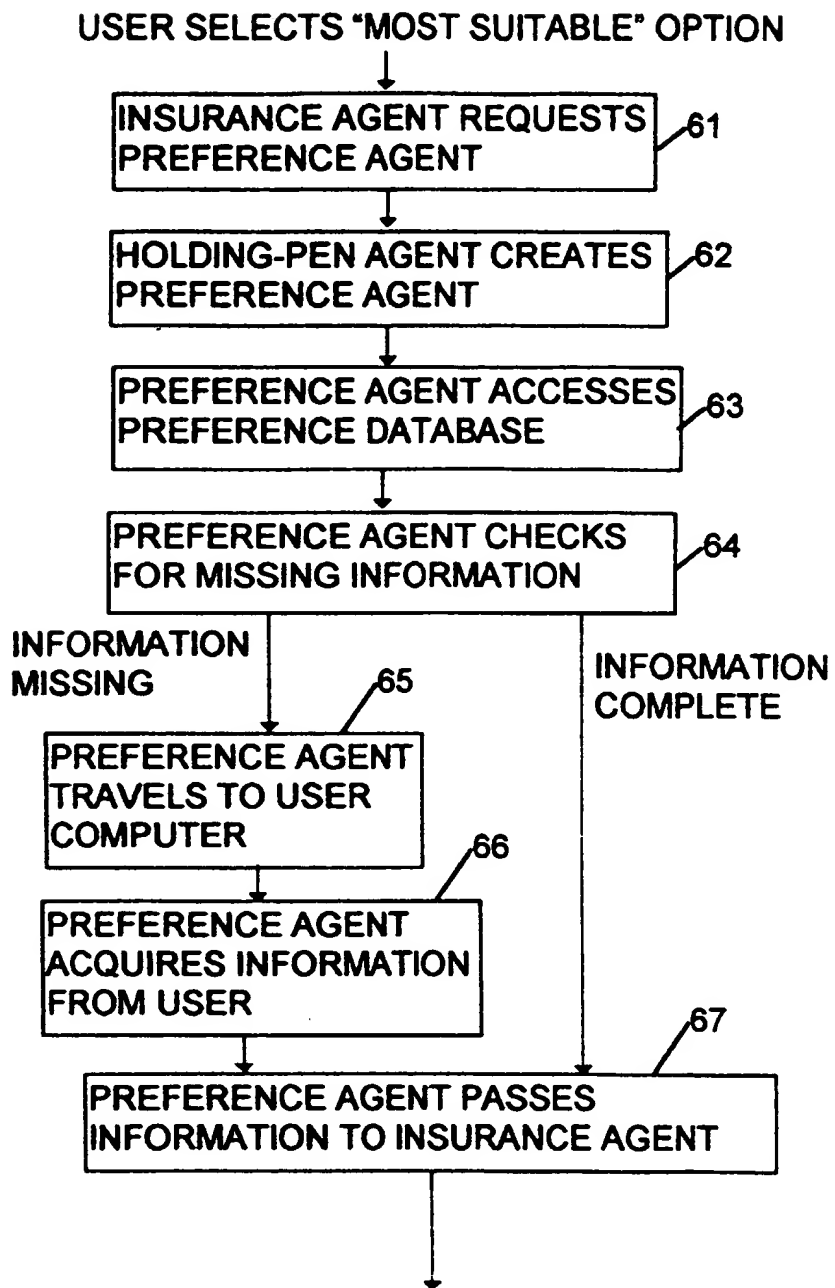 USER SELECTS "MOST SUITABLE" OPTION
INSURANCE AGENT REQUESTS
PREFERENCE AGENT
61
HOLDING-PEN AGENT CREATES
PREFERENCE AGENT
62
PREFERENCE AGENT ACCESSES
PREFERENCE DATABASE
63
PREFERENCE AGENT CHECKS
FOR MISSING INFORMATION
64
INFORMATION
MISSING
INFORMATION
COMPLETE
65
PREFERENCE AGENT
TRAVELS TO USER
COMPUTER
66
PREFERENCE AGENT
ACQUIRES INFORMATION
FROM USER
67
PREFERENCE AGENT PASSES
INFORMATION TO INSURANCE AGENT